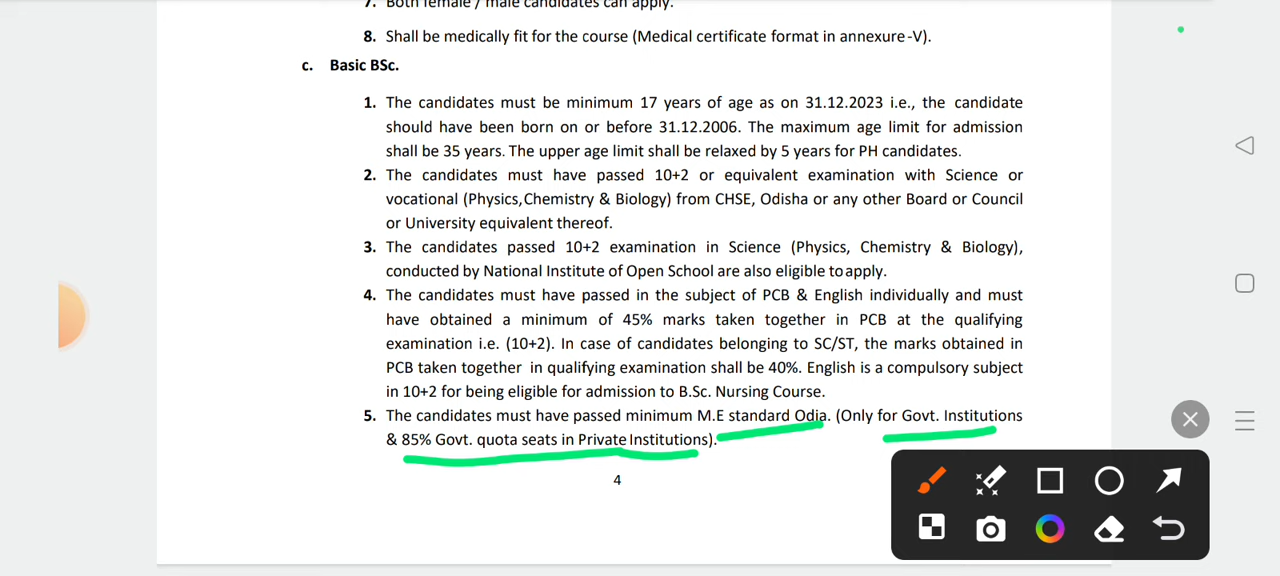 7. Both female / male candidates can apply.
8. Shall be medically fit for the course (Medical certificate format in annexure-V).
c. Basic BSc.
1. The candidates must be minimum 17 years of age as on 31.12.2023 i.e., the candidate
should have been born on or before 31.12.2006. The maximum age limit for admission
shall be 35 years. The upper age limit shall be relaxed by 5 years for PH candidates.
2. The candidates must have passed 10+2 or equivalent examination with Science or
vocational (Physics,Chemistry & Biology) from CHSE, Odisha or any other Board or Council
or University equivalent thereof.
3. The candidates passed 10+2 examination in Science (Physics, Chemistry & Biology),
conducted by National Institute of Open School are also eligible to apply.
4. The candidates must have passed in the subject of PCB & English individually and must
have obtained a minimum of 45% marks taken together in PCB at the qualifying
examination i.e. (10+2). In case of candidates belonging to SC/ST, the marks obtained in
PCB taken together in qualifying examination shall be 40%. English is a compulsory subject
in 10+2 for being eligible for admission to B.Sc. Nursing Course.
5. The candidates must have passed minimum M.E standard Odia. (Only for Govt. Institutions
& 85% Govt. quota seats in Private Institutions).
4